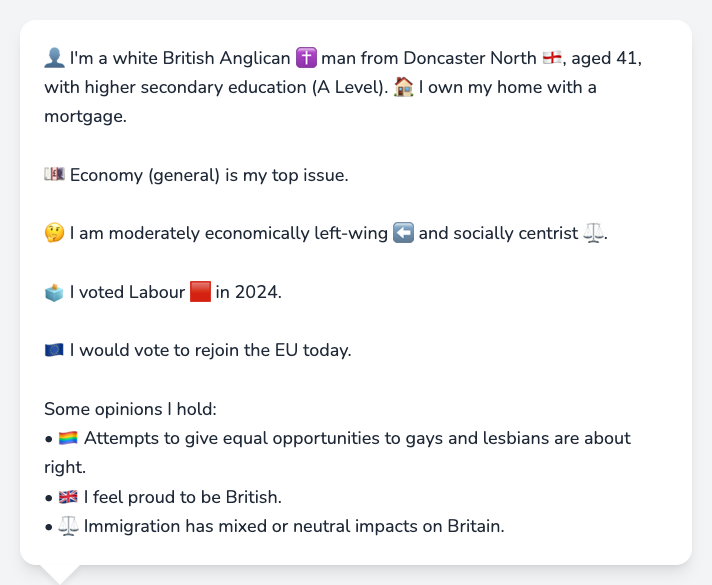 👤 I'm a white British Anglican ✝️ man from Doncaster North 🏴󠁧󠁢󠁥󠁮󠁧󠁿, aged 41,
with higher secondary education (A Level). 🏠 I own my home with a
mortgage.
💷 Economy (general) is my top issue.
🤔 I am moderately economically left-wing ⬅️ and socially centrist ⚖️.
🗳️ I voted Labour 🟥 in 2024.
🇪🇺 I would vote to rejoin the EU today.
Some opinions I hold:
• 🏳️‍🌈 Attempts to give equal opportunities to gays and lesbians are about
right.
• 🇬🇧 I feel proud to be British.
• ⚖️ Immigration has mixed or neutral impacts on Britain.